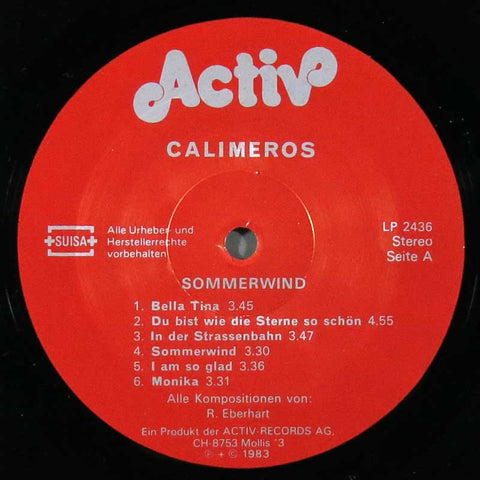 Activ
CALIMEROS
+SUISA+
Alle Urheber- und
Herstellerrechte
vorbehalten
LP 2436
Stereo
Seite A
SOMMERWIND
1. Bella Tina 3.45
2. Du bist wie die Sterne so schön 4.55
3. In der Strassenbahn 3.47
4. Sommerwind 3.30
5. I am so glad 3.36
6. Monika 3.31
Alle Kompositionen von:
R. Eberhart
Ein Produkt der ACTIV-RECORDS AG,
CH-8753 Mollis ‘3
℗ + © 1983